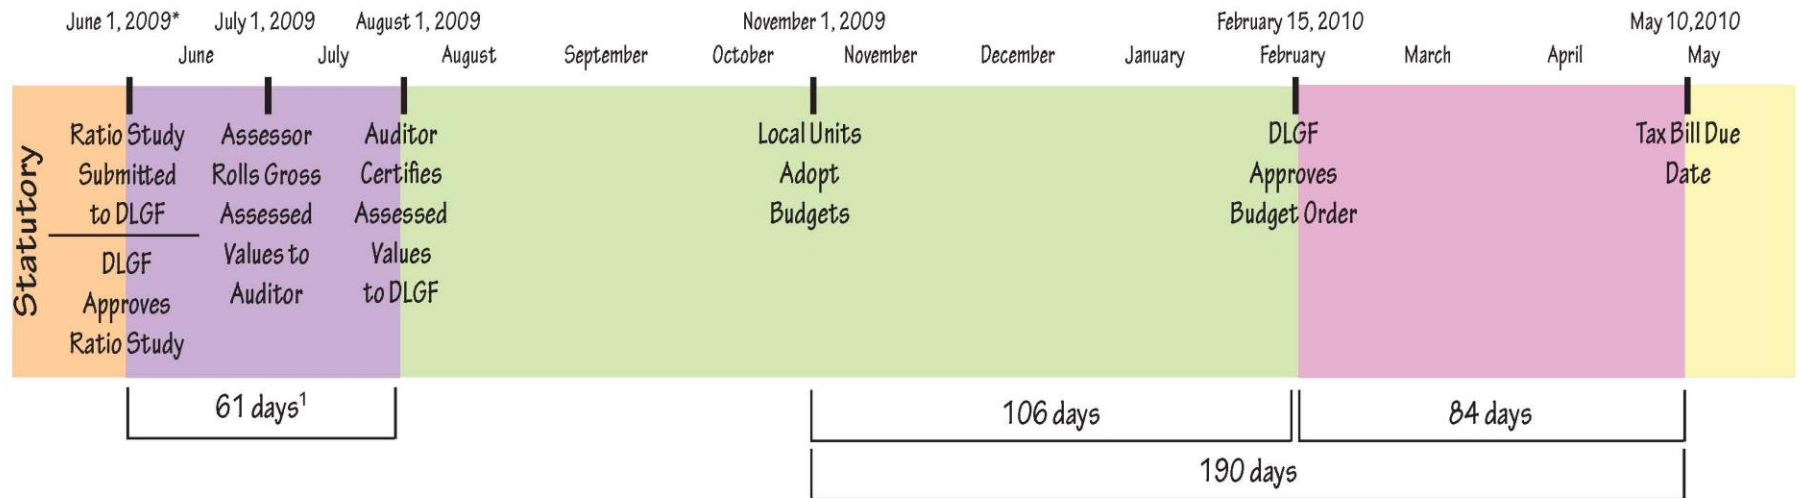 June 1, 2009* July 1, 2009 August 1, 2009 November 1, 2009 February 15, 2010 May 10, 2010
June July August September October November December January February March April May
Statutory
Ratio Study
Submitted
to DLGF
DLGF
Approves
Ratio Study
Assessor
Rolls Gross
Assessed
Values to
Auditor
Auditor
Certifies
Assessed
Values
to DLGF
Local Units
Adopt
Budgets
DLGF
Approves
Budget Order
Tax Bill Due
Date
61 days¹
106 days
84 days
190 days